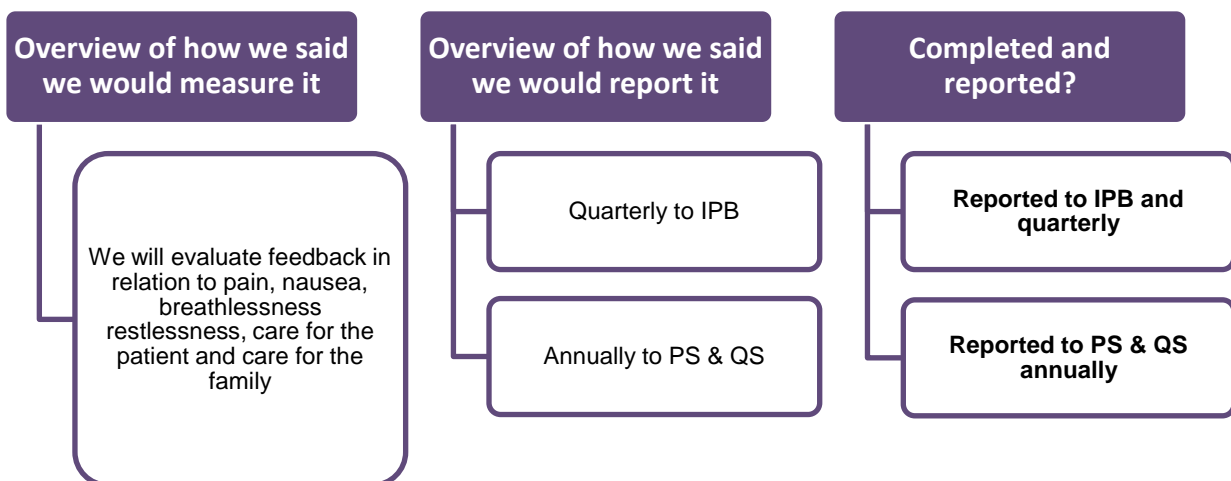 Overview of how we said
we would measure it
We will evaluate feedback in
relation to pain, nausea,
breathlessness
restlessness, care for the
patient and care for the
family
Overview of how we said
we would report it
Quarterly to IPB
Annually to PS & QS
Completed and
reported?
Reported to IPB and
quarterly
Reported to PS & QS
annually